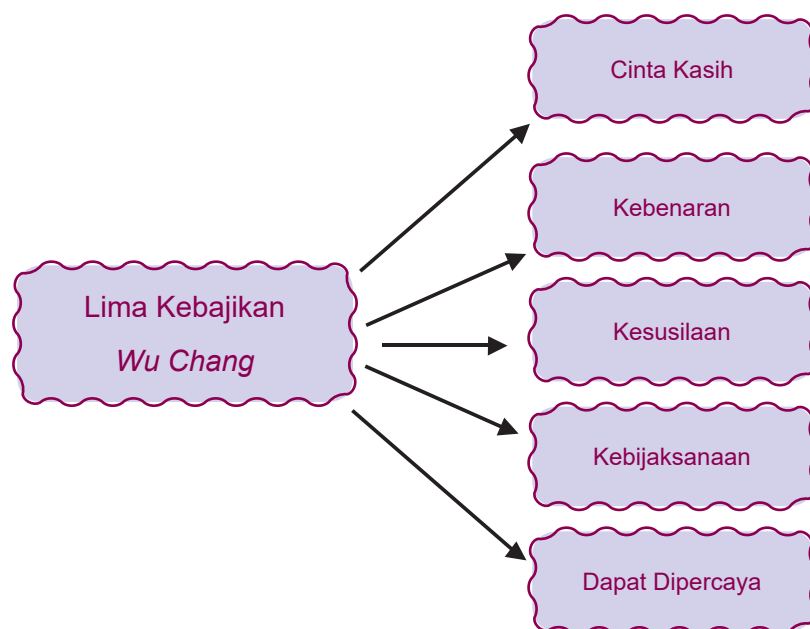 Lima Kebajikan
Wu Chang
Cinta Kasih
Kebenaran
Kesusilaan
Kebijaksanaan
Dapat Dipercaya